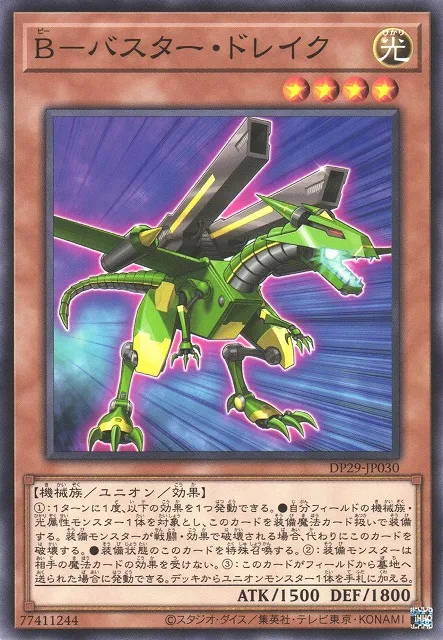 B－バスター・ドレイク
光
DP29-JP030
【機械族／ユニオン／効果】
①：1ターンに1度、以下の効果を1つ発動できる。●自分フィールドの機械族・
光属性モンスター1体を対象とし、このカードを装備魔法カード扱いで装備
する。装備モンスターが戦闘・効果で破壊される場合、代わりにこのカードを
破壊する。●装備状態のこのカードを特殊召喚する。②：装備モンスターは
相手の魔法カードの効果を受けない。③：このカードがフィールドから墓地へ
送られた場合に発動できる。デッキからユニオンモンスター1体を手札に加える。
ATK/1500 DEF/1800
77411244 ©スタジオ・ダイス／集英社・テレビ東京・KONAMI